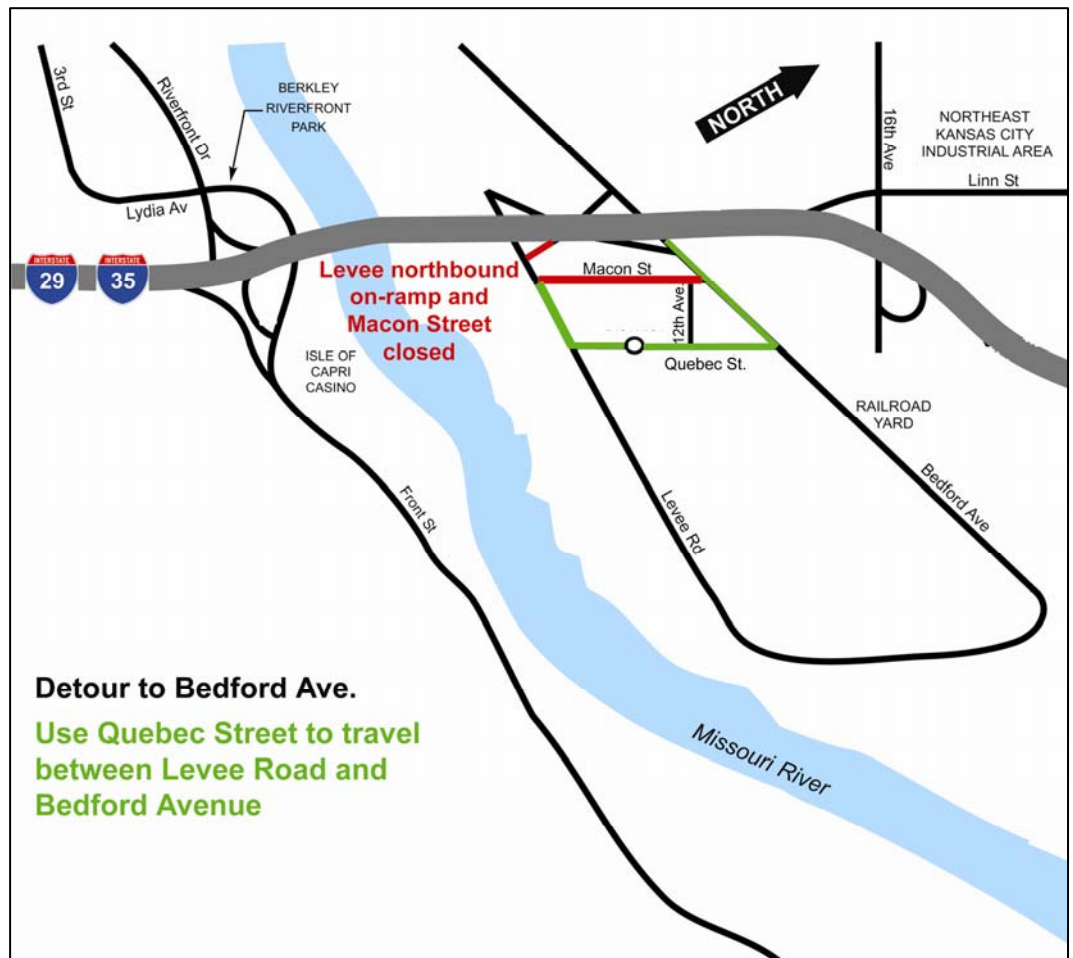 3rd St
Riverfront Dr
BERKLEY
RIVERFRONT
PARK
NORTH
16th Ave
NORTHEAST
KANSAS CITY
INDUSTRIAL AREA
Linn St
Lydia Av
INTERSTATE
29
INTERSTATE
35
Levee northbound
on-ramp and
Macon Street
closed
Macon St
12th Ave.
Quebec St.
ISLE OF
CAPRI
CASINO
RAILROAD
YARD
Bedford Ave
Levee Rd
Front St
Missouri River
Detour to Bedford Ave.
Use Quebec Street to travel
between Levee Road and
Bedford Avenue